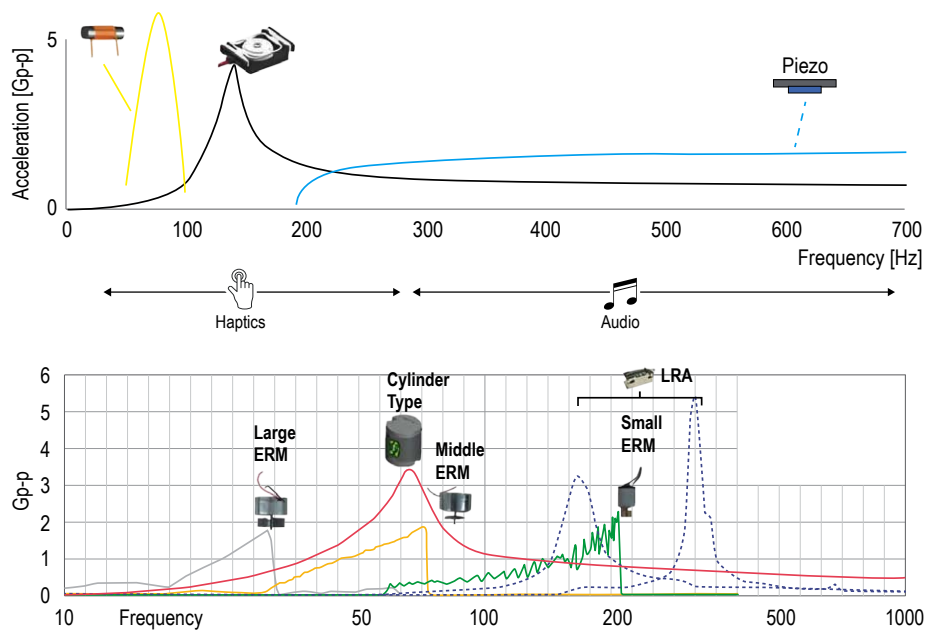 Acceleration [Gp-p]
5
0
Piezo
0 100 200 300 400 500 600 700
Frequency [Hz]
Haptics
Audio
Gp-p
6
5
4
3
2
1
0
Large
ERM
Cylinder
Type
Middle
ERM
LRA
Small
ERM
10 Frequency 50 100 200 500 1000